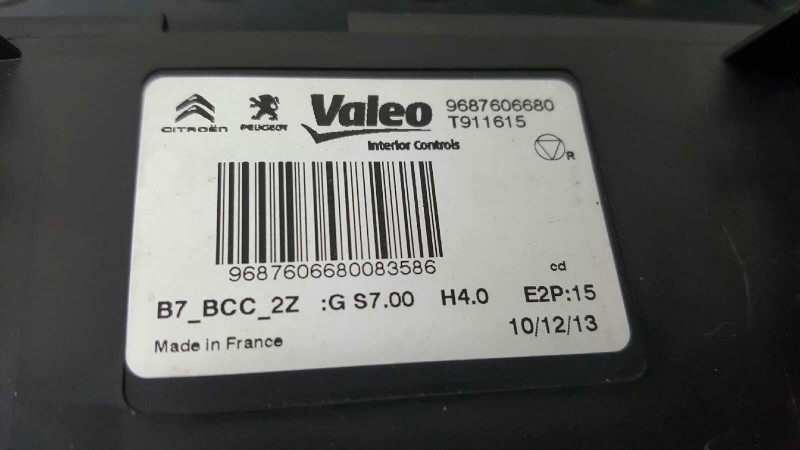 CITROËN PEUGEOT Valeo 9687606680
T911615
Interior Controls
R
9687606680083586
cd
B7_BCC_2Z :G S7.00 H4.0 E2P:15
10/12/13
Made in France